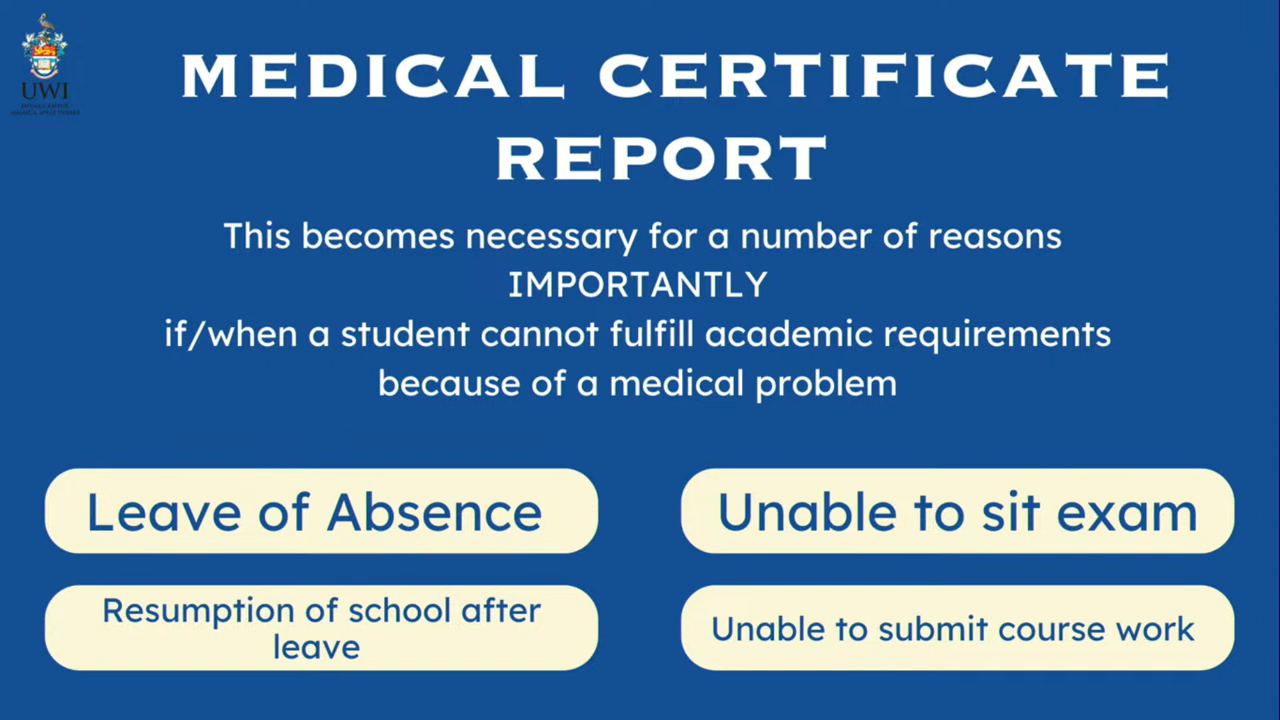 UWI
MEDICAL CERTIFICATE
REPORT
This becomes necessary for a number of reasons
IMPORTANTLY
if/when a student cannot fulfill academic requirements
because of a medical problem
Leave of Absence
Unable to sit exam
Resumption of school after
leave
Unable to submit course work